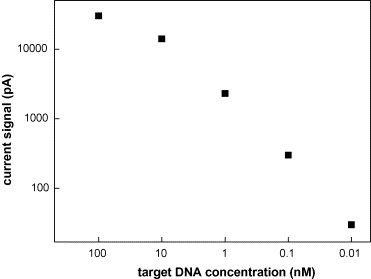 current signal (pA)
10000
1000
100
100 10 1 0.1 0.01
target DNA concentration (nM)